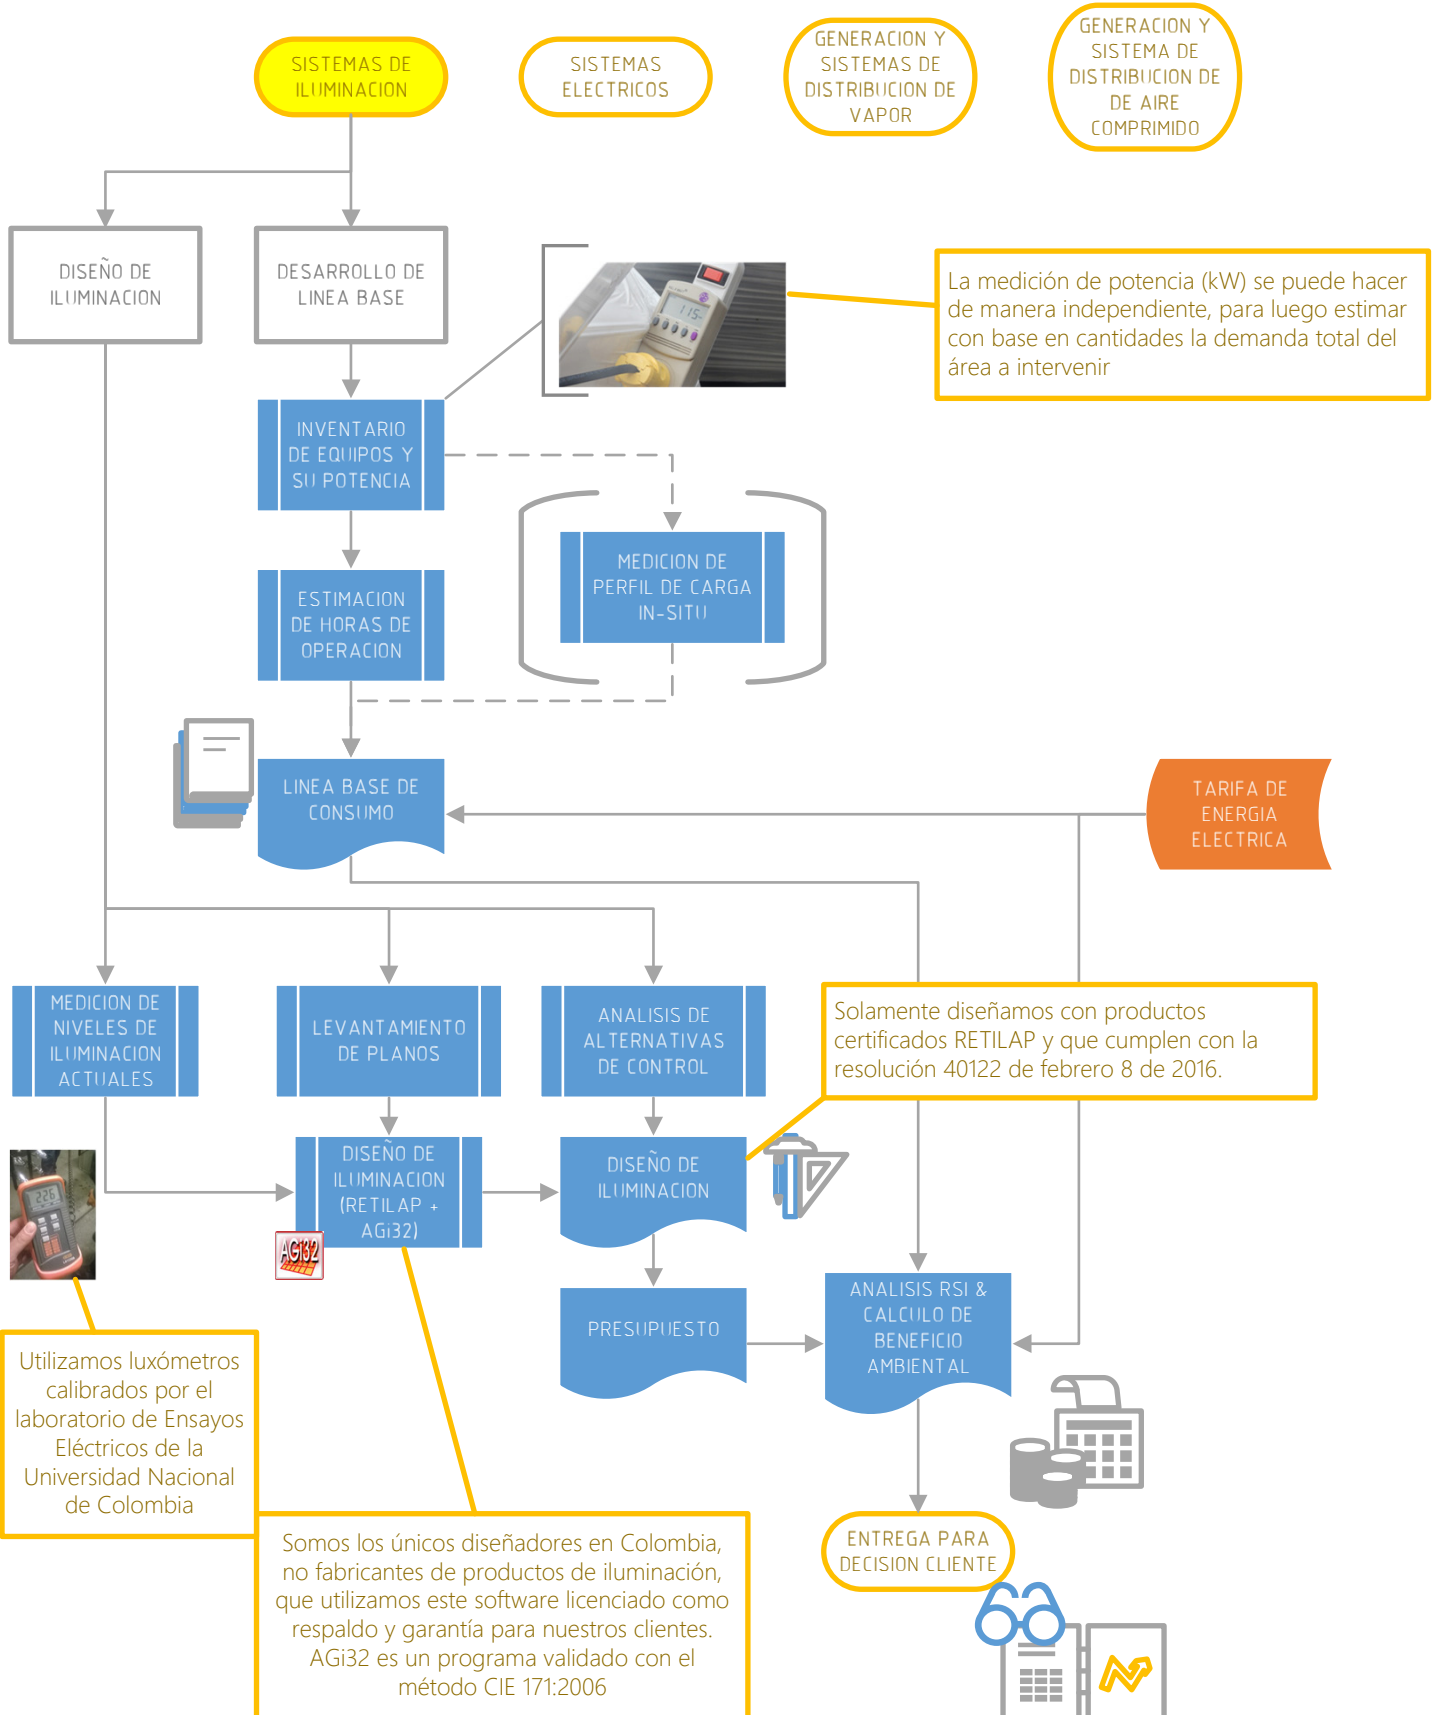 SISTEMAS DE
ILUMINACION
SISTEMAS
ELECTRICOS
GENERACION Y
SISTEMAS DE
DISTRIBUCION DE
VAPOR
GENERACION Y
SISTEMA DE
DISTRIBUCION DE
DE AIRE
COMPRIMIDO
DISEÑO DE
ILUMINACION
DESARROLLO DE
LINEA BASE
115
La medición de potencia (kW) se puede hacer
de manera independiente, para luego estimar
con base en cantidades la demanda total del
área a intervenir
INVENTARIO
DE EQUIPOS Y
SU POTENCIA
MEDICION DE
PERFIL DE CARGA
IN-SITU
ESTIMACION
DE HORAS DE
OPERACION
LINEA BASE DE
CONSUMO
TARIFA DE
ENERGIA
ELECTRICA
MEDICION DE
NIVELES DE
ILUMINACION
ACTUALES
LEVANTAMIENTO
DE PLANOS
ANALISIS DE
ALTERNATIVAS
DE CONTROL
Solamente diseñamos con productos
certificados RETILAP y que cumplen con la
resolución 40122 de febrero 8 de 2016.
226
DISEÑO DE
ILUMINACION
(RETILAP +
AGi32)
AGi32
DISEÑO DE
ILUMINACION
PRESUPUESTO
ANALISIS RSI &
CALCULO DE
BENEFICIO
AMBIENTAL
Utilizamos luxómetros
calibrados por el
laboratorio de Ensayos
Eléctricos de la
Universidad Nacional
de Colombia
Somos los únicos diseñadores en Colombia,
no fabricantes de productos de iluminación,
que utilizamos este software licenciado como
respaldo y garantía para nuestros clientes.
AGi32 es un programa validado con el
método CIE 171:2006
ENTREGA PARA
DECISION CLIENTE